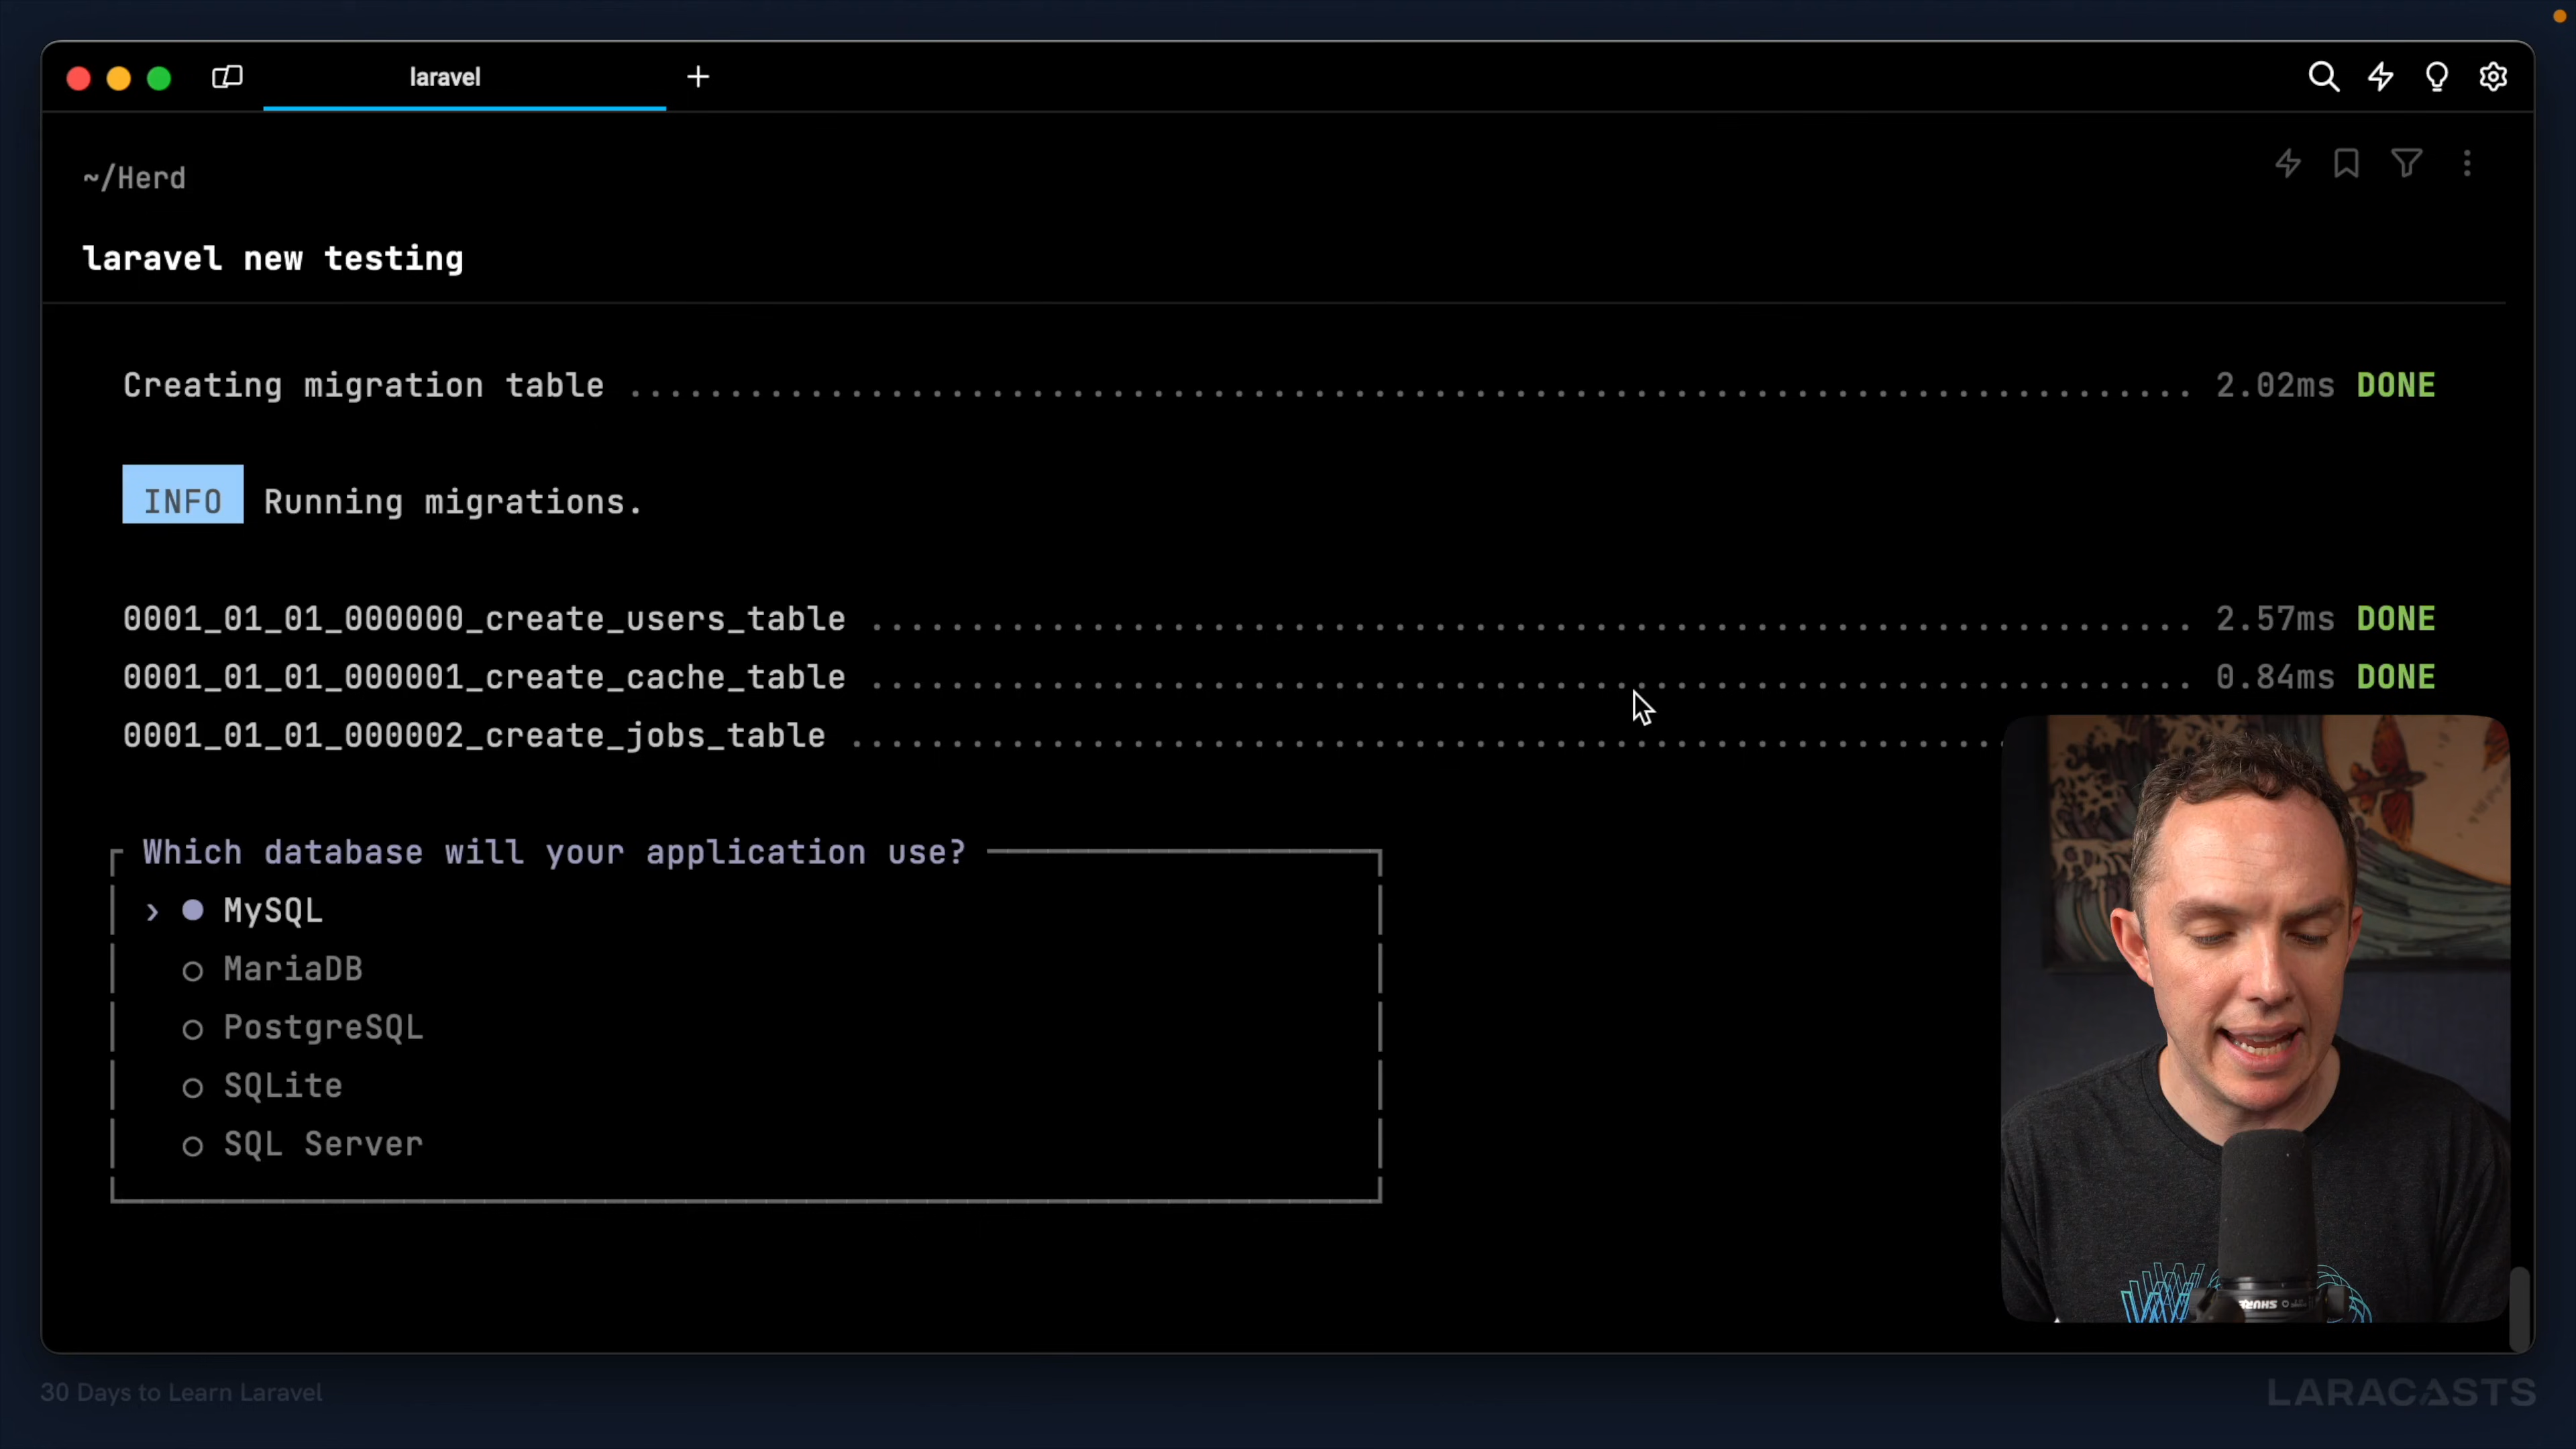 laravel
~/Herd
laravel new testing
Creating migration table ........ 2.02ms DONE
INFO Running migrations.
0001_01_01_000000_create_users_table ........ 2.57ms DONE
0001_01_01_000001_create_cache_table ........ 0.84ms DONE
0001_01_01_000002_create_jobs_table ........
Which database will your application use?
› ● MySQL
○ MariaDB
○ PostgreSQL
○ SQLite
○ SQL Server
SHURE
30 Days to Learn Laravel
LARACASTS